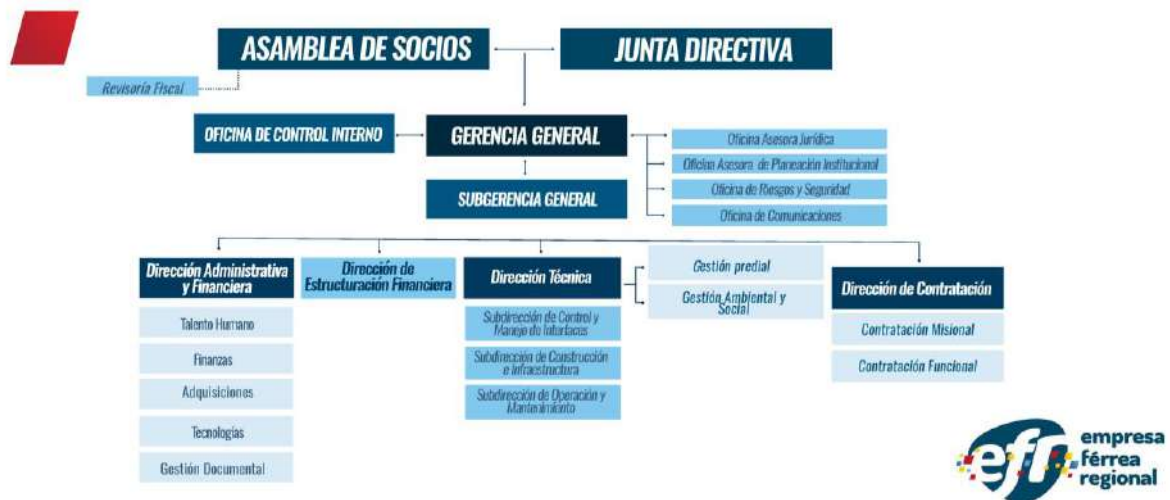 ASAMBLEA DE SOCIOS
JUNTA DIRECTIVA
Revisoría Fiscal
OFICINA DE CONTROL INTERNO
GERENCIA GENERAL
Oficina Asesora Jurídica
Oficina Asesora de Planeación Institucional
Oficina de Riesgos y Seguridad
Oficina de Comunicaciones
SUBGERENCIA GENERAL
Dirección Administrativa
y Financiera
Talento Humano
Finanzas
Adquisiciones
Tecnologías
Gestión Documental
Dirección de
Estructuración Financiera
Dirección Técnica
Subdirección de Control y
Manejo de Interfaces
Subdirección de Construcción
e Infraestructura
Subdirección de Operación y
Mantenimiento
Gestión predial
Gestión Ambiental y
Social
Dirección de Contratación
Contratación Misional
Contratación Funcional
efr
empresa
férrea
regional